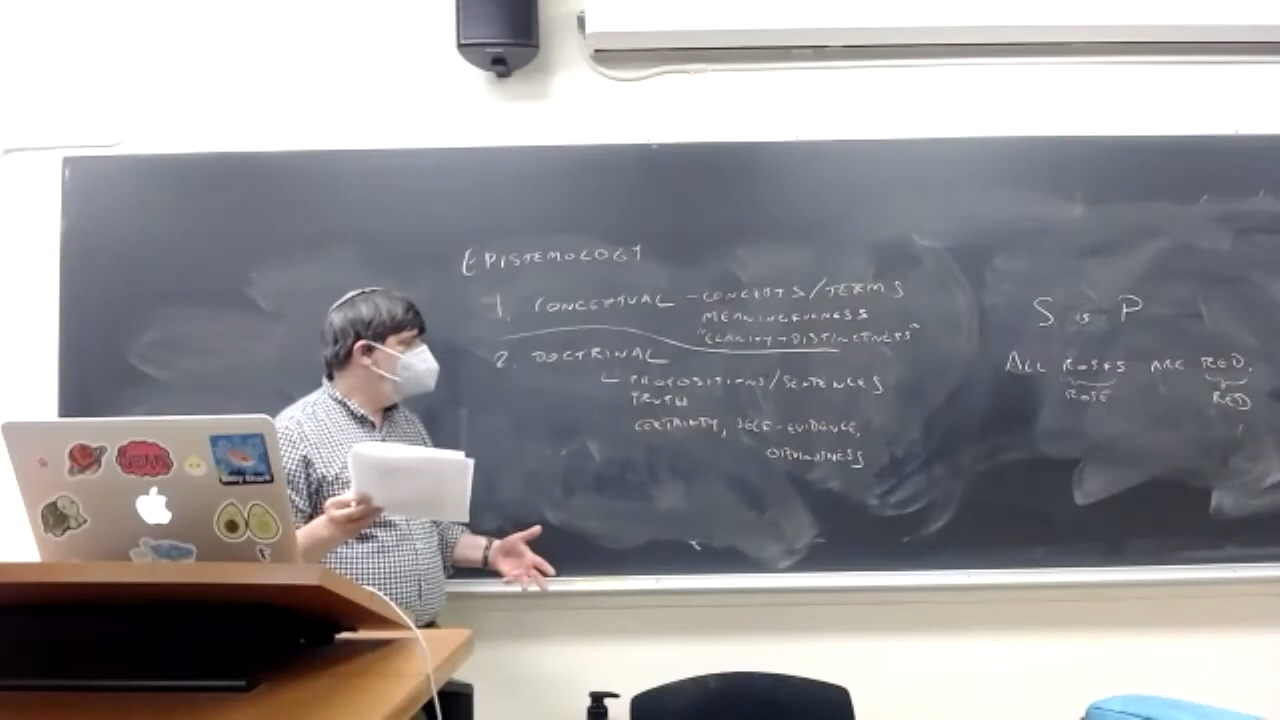 EPISTEMOLOGY
1. CONCEPTUAL - CONCEPTS/TERMS
MEANINGFULNESS
"CLARITY + DISTINCTNESS"
2. DOCTRINAL
PROPOSITIONS/SENTENCES
TRUTH
CERTAINTY, SELF-EVIDENCE,
OBVIOUSNESS
S is P
ALL ROSES ARE RED.
ROSE RED